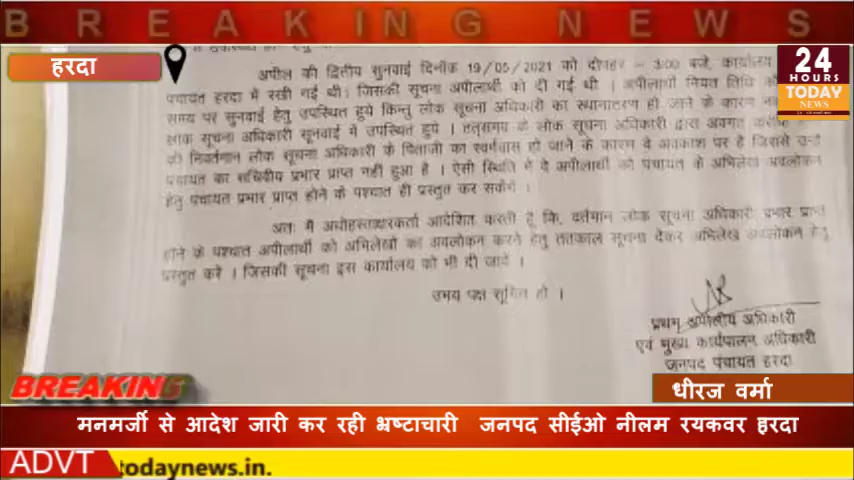 BREAKING NEWS
हरदा
24
HOURS
TODAY
NEWS
अपील की द्वितीय सुनवाई दिनांक 19/05/2021 को दोपहर – 3:00 बजे, कार्यालय
पंचायत हरदा में रखी गई थी। जिसकी सूचना अपीलार्थी को दी गई थी । अपीलार्थी नियत तिथि
समय पर सुनवाई हेतु उपस्थित हुये किन्तु लोक सूचना अधिकारी का स्थानातरण हो जाने के कारण
लोक सूचना अधिकारी सुनवाई में उपस्थित हुये । तत्समय के लोक सूचना अधिकारी द्वारा अवगत
की निवर्तमान लोक सूचना अधिकारी के पिताजी का स्वर्गवास हो जाने के कारण वे अवकाश पर है जिससे उन्हे
पंचायत का सचिवीय प्रभार प्राप्त नहीं हुआ है । ऐसी स्थिति में वे अपीलार्थी को पंचायत के अभिलेख अवलोकन
हेतु पंचायत प्रभार प्राप्त होने के पश्चात ही प्रस्तुत कर सकेगें ।
अतः मैं अधोहस्ताक्षरकर्ता आदेशित करती हूँ कि, वर्तमान लोक सूचना अधिकारी प्रभार प्राप्त
होने के पश्चात अपीलार्थी को अभिलेखो का अवलोकन करने हेतु ततकाल सूचना देकर अभिलेख अवलोकन हेतु
प्रस्तुत करे । जिसकी सूचना इस कार्यालय को भी दी जावें ।
उभय पक्ष सूचित हो ।
प्रथम अपीलीय अधिकारी
एवं मुख्य कार्यपालन अधिकारी
जनपद पंचायत हरदा
BREAKING
धीरज वर्मा
मनमर्जी से आदेश जारी कर रही भ्रष्टाचारी जनपद सीईओ नीलम रयकवर हरदा
ADVT
todaynews.in.